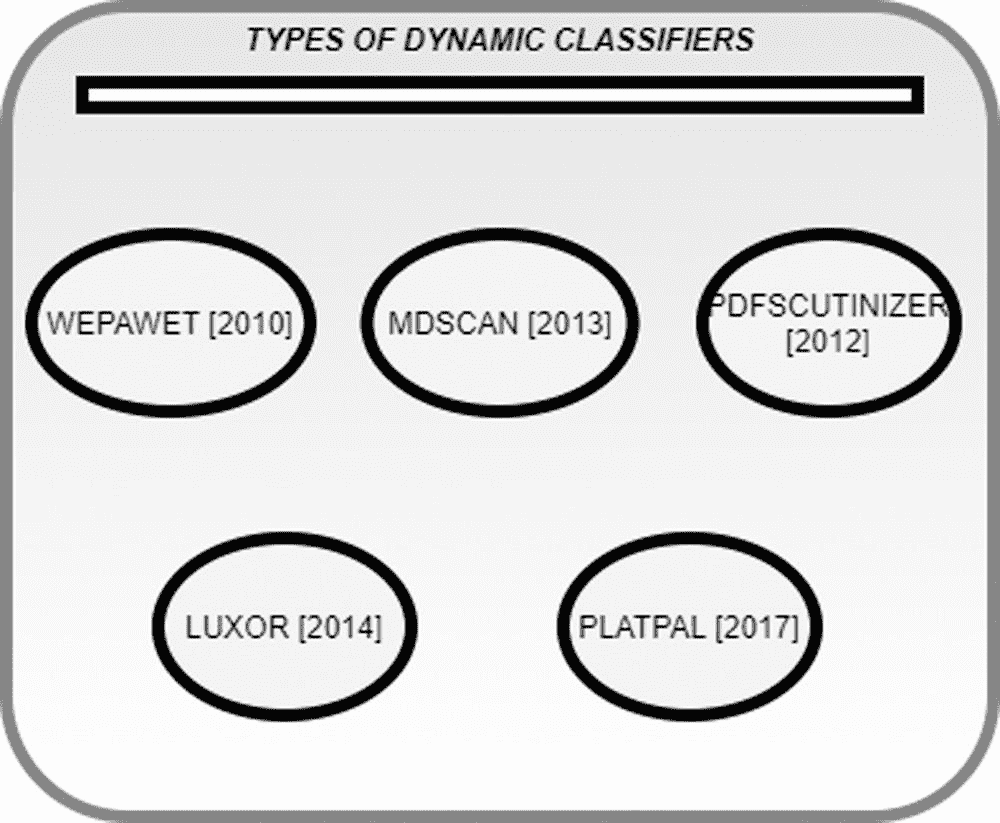 TYPES OF DYNAMIC CLASSIFIERS
WEPAWET [2010]
MDSCAN [2013]
PDFSCUTINIZER
[2012]
LUXOR [2014]
PLATPAL [2017]